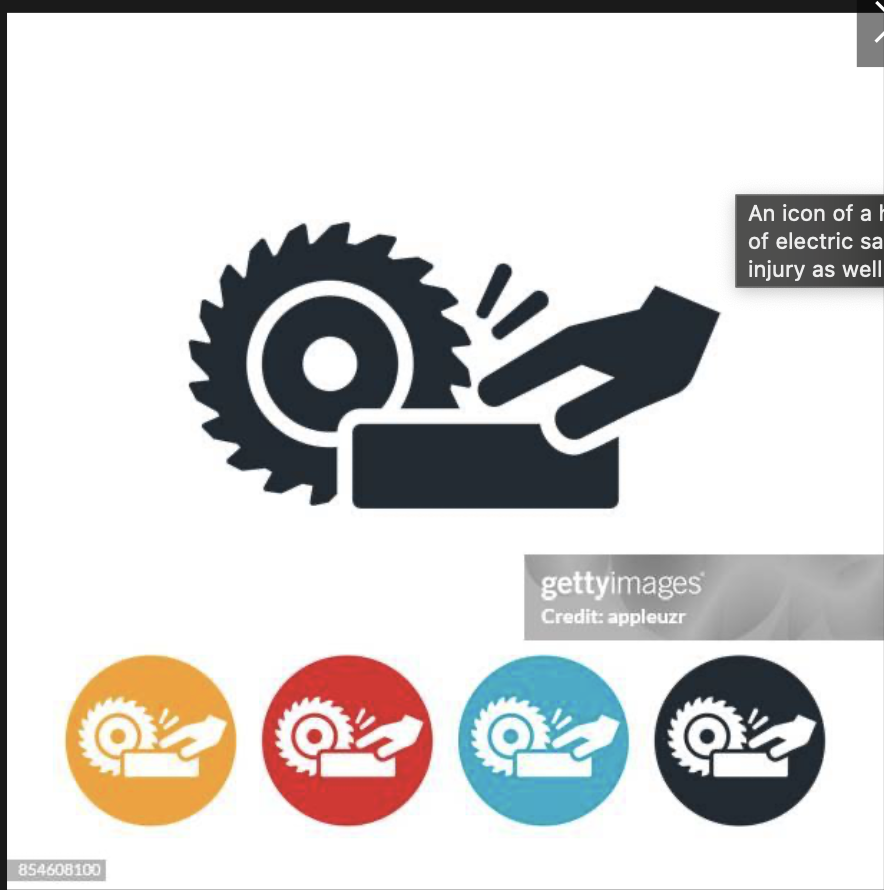 An icon of a
of electric sa
injury as well
gettyimages®
Credit: appleuzr
854608100